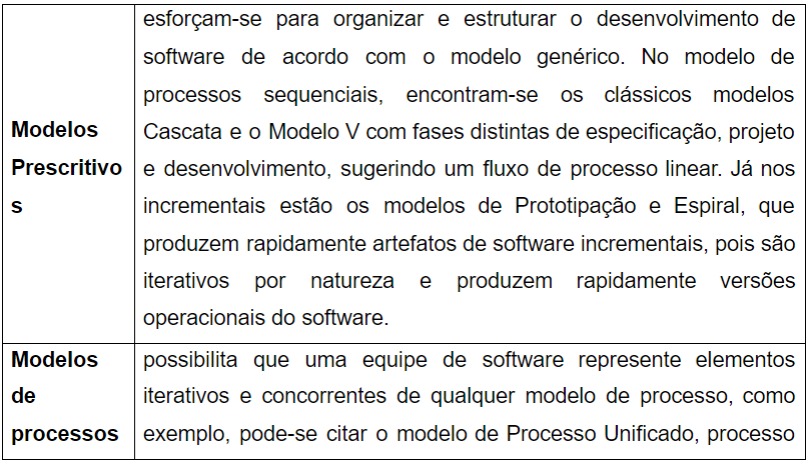 Modelos
Prescritivo
s
esforçam-se para organizar e estruturar o desenvolvimento de
software de acordo com o modelo genérico. No modelo de
processos sequenciais, encontram-se os clássicos modelos
Cascata e o Modelo V com fases distintas de especificação, projeto
e desenvolvimento, sugerindo um fluxo de processo linear. Já nos
incrementais estão os modelos de Prototipação e Espiral, que
produzem rapidamente artefatos de software incrementais, pois são
iterativos por natureza e produzem rapidamente versões
operacionais do software.
Modelos
de
processos
possibilita que uma equipe de software represente elementos
iterativos e concorrentes de qualquer modelo de processo, como
exemplo, pode-se citar o modelo de Processo Unificado, processo